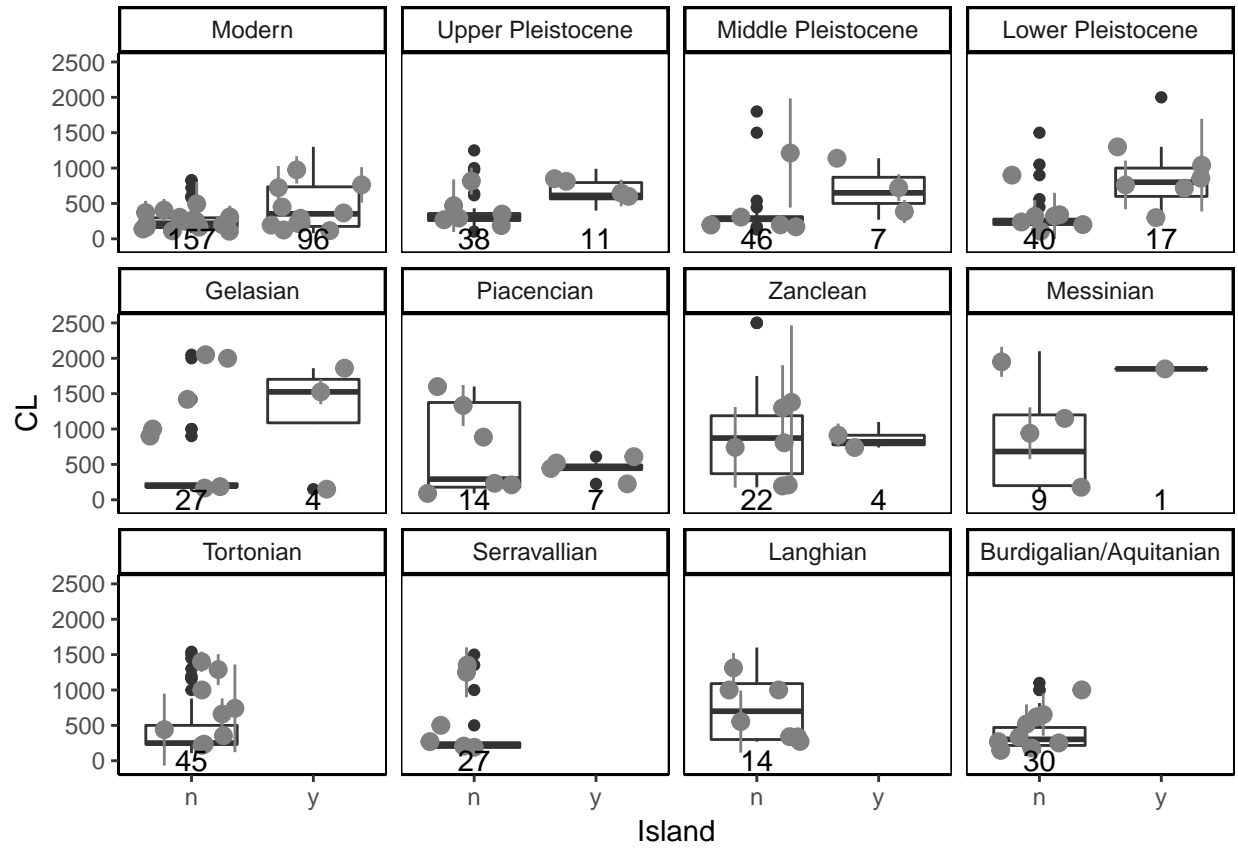 Modern Upper Pleistocene Middle Pleistocene Lower Pleistocene
2500
2000
1500
1000
500
0
157 96 38 11 46 7 40 17
Gelasian Piacencian Zanclean Messinian
2500
2000
1500
1000
500
0
27 4 14 7 22 4 9 1
CL
Tortonian Serravallian Langhian Burdigalian/Aquitanian
2500
2000
1500
1000
500
0
45 27 14 30
n y n y n y n y
Island